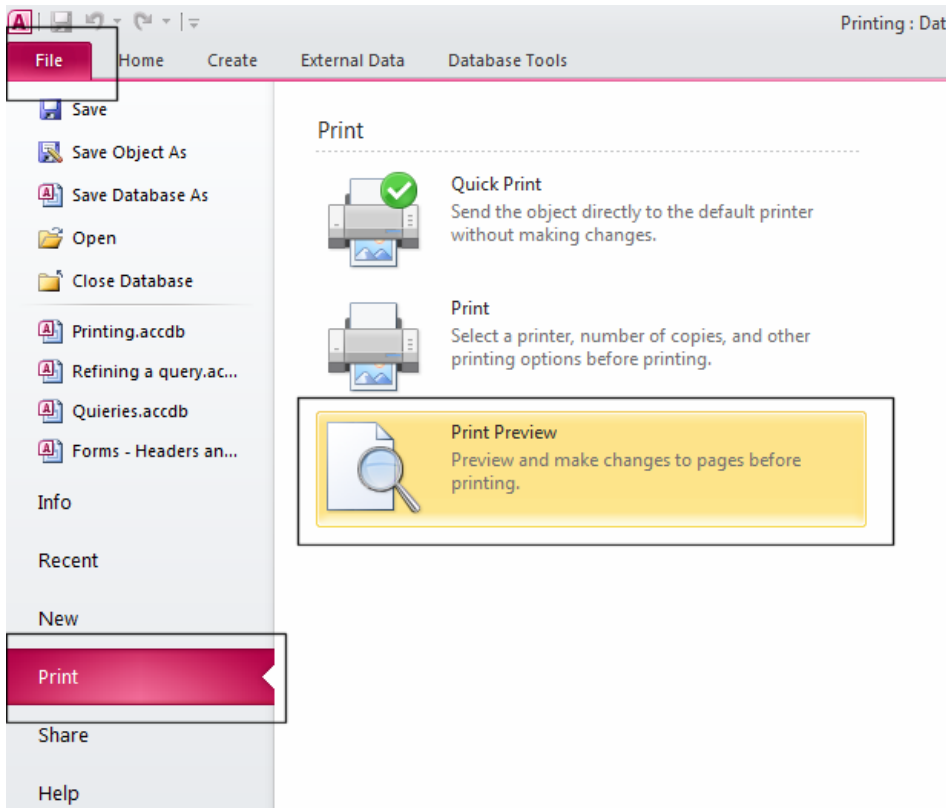 Printing : Dat
File Home Create External Data Database Tools
Save
Save Object As
Save Database As
Open
Close Database
Printing.accdb
Refining a query.ac...
Quieries.accdb
Forms - Headers an...
Info
Recent
New
Print
Share
Help
Print
Quick Print
Send the object directly to the default printer
without making changes.
Print
Select a printer, number of copies, and other
printing options before printing.
Print Preview
Preview and make changes to pages before
printing.